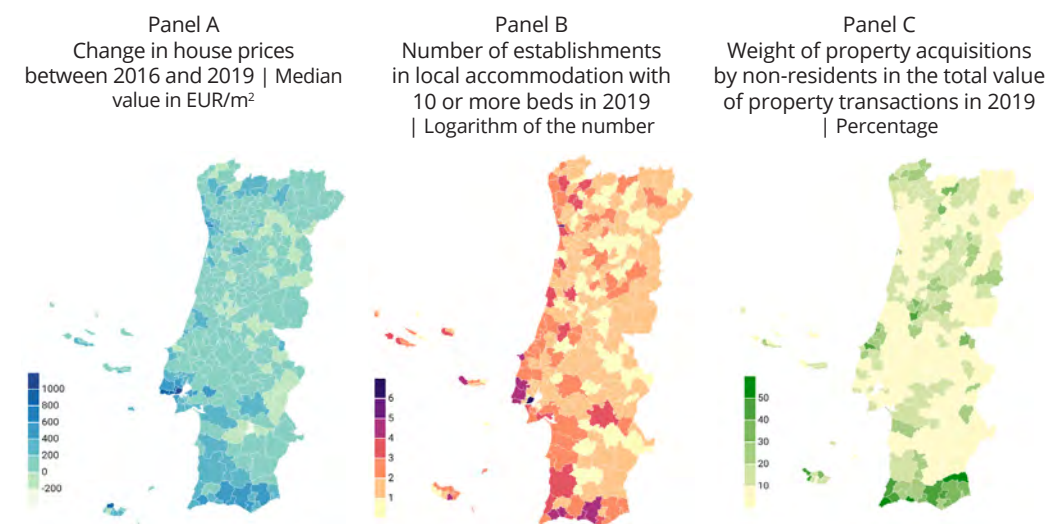 Panel A
Change in house prices
between 2016 and 2019 | Median
value in EUR/m²
Panel B
Number of establishments
in local accommodation with
10 or more beds in 2019
| Logarithm of the number
Panel C
Weight of property acquisitions
by non-residents in the total value
of property transactions in 2019
| Percentage
1000
800
600
400
200
0
-200
6
5
4
3
2
1
50
40
30
20
10